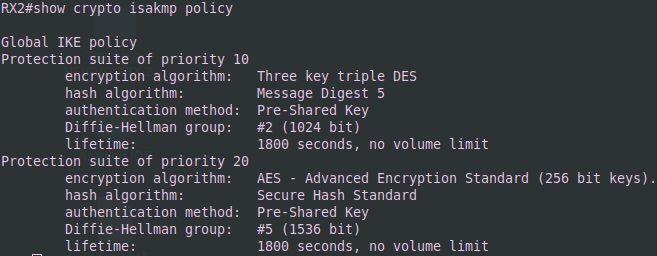 RX2#show crypto isakmp policy
Global IKE policy
Protection suite of priority 10
encryption algorithm: Three key triple DES
hash algorithm: Message Digest 5
authentication method: Pre-Shared Key
Diffie-Hellman group: #2 (1024 bit)
lifetime: 1800 seconds, no volume limit
Protection suite of priority 20
encryption algorithm: AES - Advanced Encryption Standard (256 bit keys).
hash algorithm: Secure Hash Standard
authentication method: Pre-Shared Key
Diffie-Hellman group: #5 (1536 bit)
lifetime: 1800 seconds, no volume limit